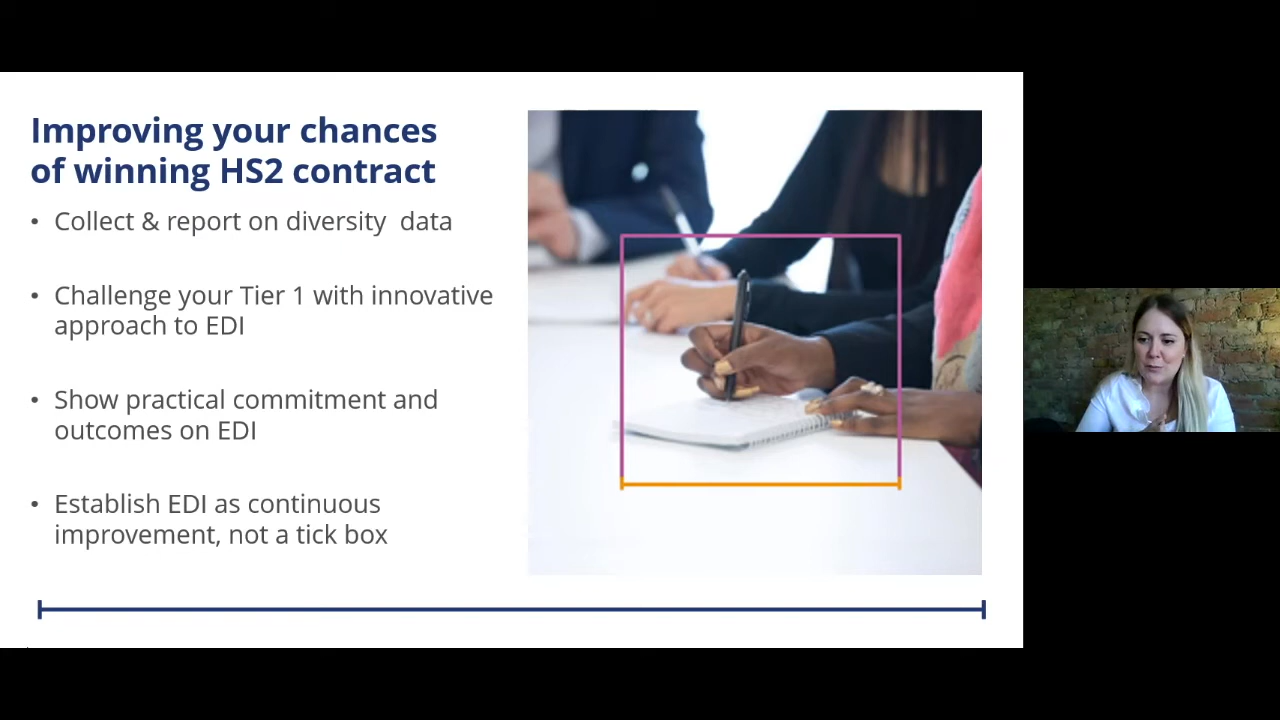 Improving your chances
of winning HS2 contract
• Collect & report on diversity  data
• Challenge your Tier 1 with innovative
approach to EDI
• Show practical commitment and
outcomes on EDI
• Establish EDI as continuous
improvement, not a tick box